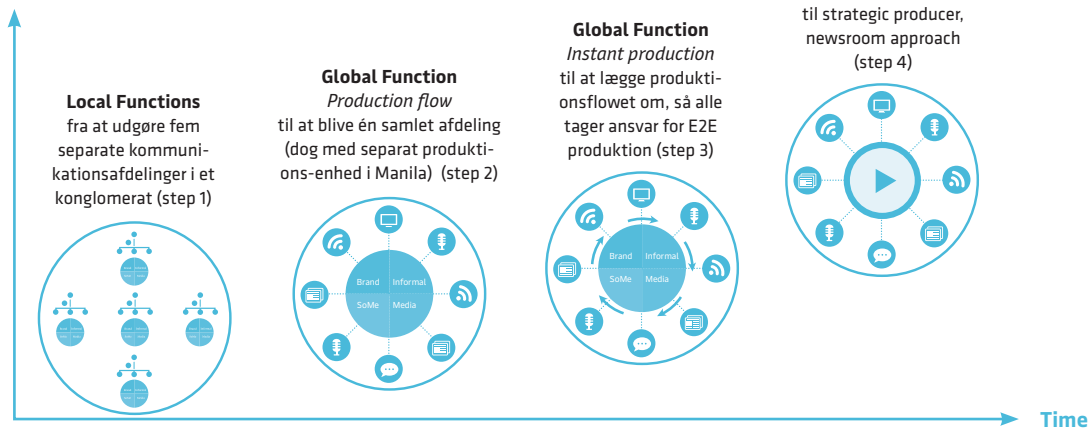 Local Functions
fra at udgøre fem
separate kommuni-
kationsafdelinger i et
konglomerat (step 1)
Global Function
Production flow
til at blive én samlet afdeling
(dog med separat produkti-
ons-enhed i Manila) (step 2)
Brand Informal
SoMe Media
Global Function
Instant production
til at lægge produkti-
onsflowet om, så alle
tager ansvar for E2E
produktion (step 3)
Brand Informal
SoMe Media
til strategic producer,
newsroom approach
(step 4)
Time